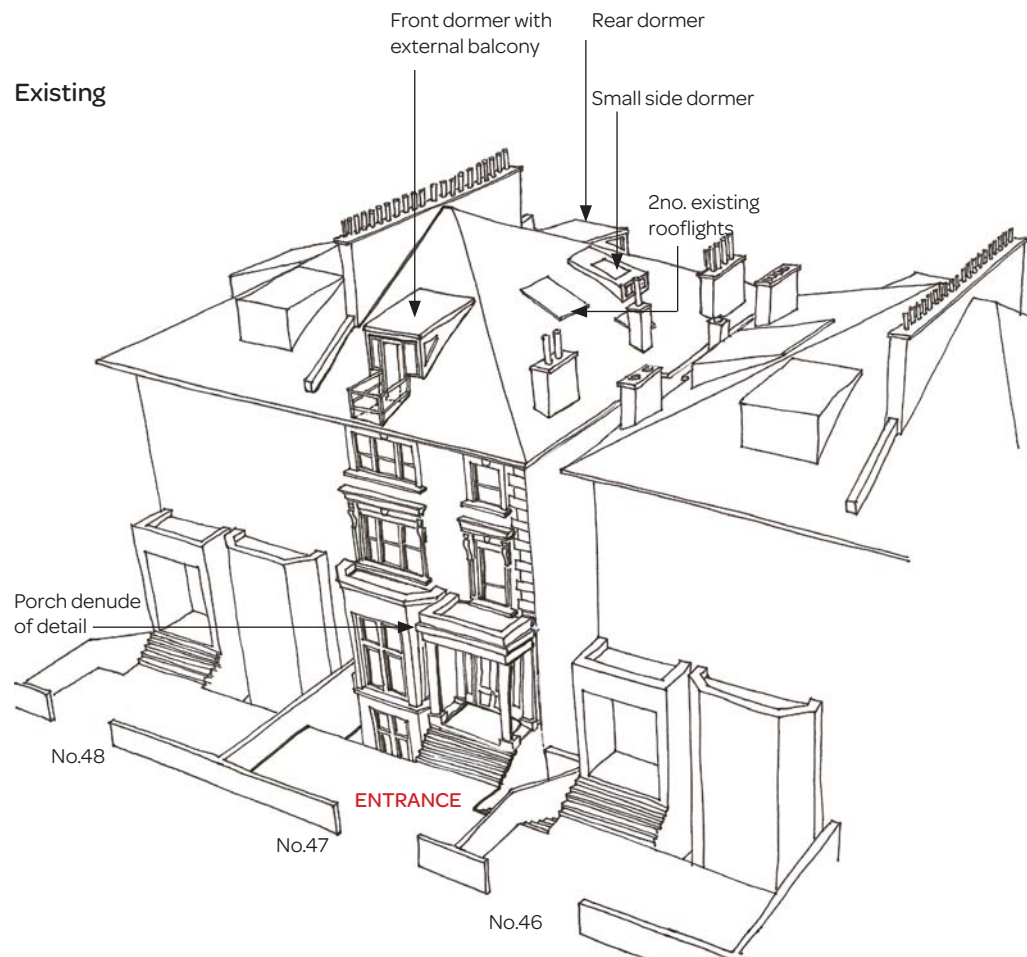 Front dormer with
external balcony
Rear dormer
Existing
Small side dormer
2no. existing
rooflights
Porch denude
of detail
No.48
ENTRANCE
No.47
No.46